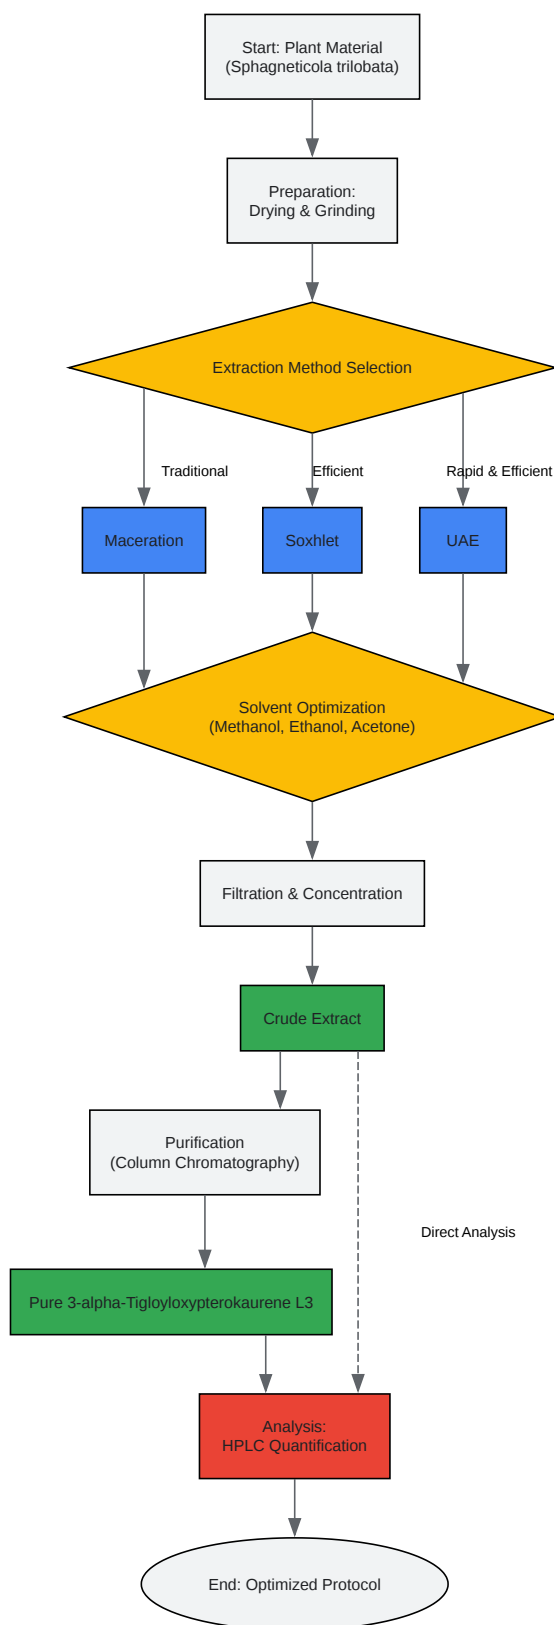 Start: Plant Material
(Sphagneticola trilobata)
Preparation:
Drying & Grinding
Extraction Method Selection
Traditional
Efficient
Rapid & Efficient
Maceration
Soxhlet
UAE
Solvent Optimization
(Methanol, Ethanol, Acetone)
Filtration & Concentration
Crude Extract
Purification
(Column Chromatography)
Direct Analysis
Pure 3-alpha-Tigloyloxypterokaurene L3
Analysis:
HPLC Quantification
End: Optimized Protocol